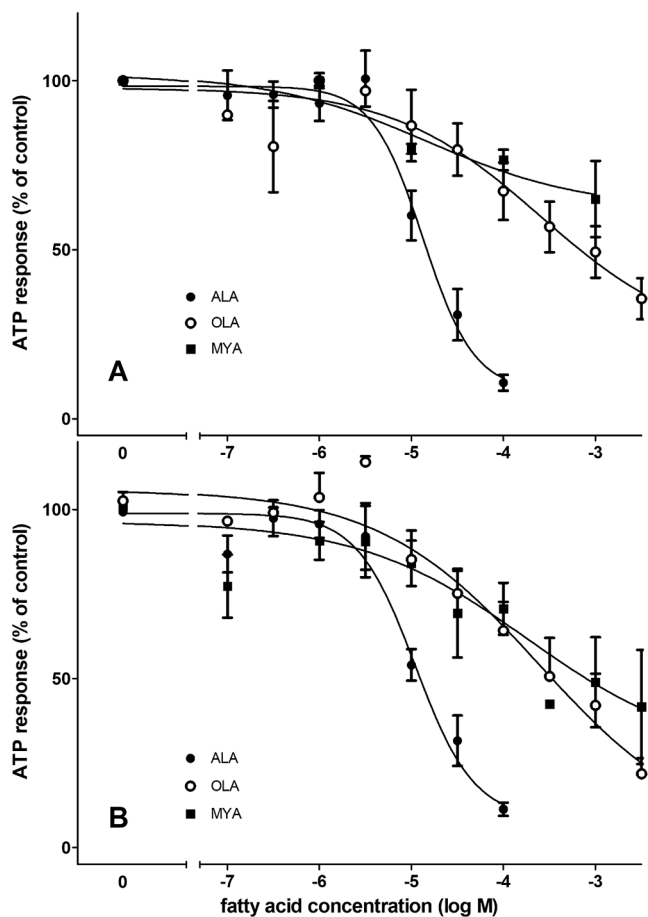 ATP response (% of control)
100
50
0
ALA
OLA
MYA
A
0 -7 -6 -5 -4 -3
ATP response (% of control)
100
50
0
ALA
OLA
MYA
B
0 -7 -6 -5 -4 -3
fatty acid concentration (log M)